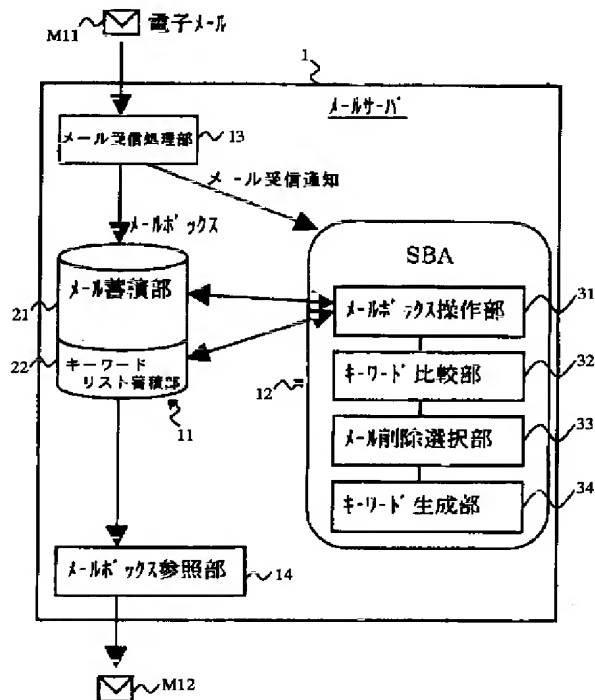 M11 電子メール
1
メールサーバ
メール受信処理部 13
メール受信通知
メールボックス
SBA
メール蓄積部
21
メールボックス操作部 31
22
キーワード
リスト蓄積部
キーワード比較部 32
12
11
メール削除選択部 33
キーワード生成部 34
メールボックス参照部 14
M12